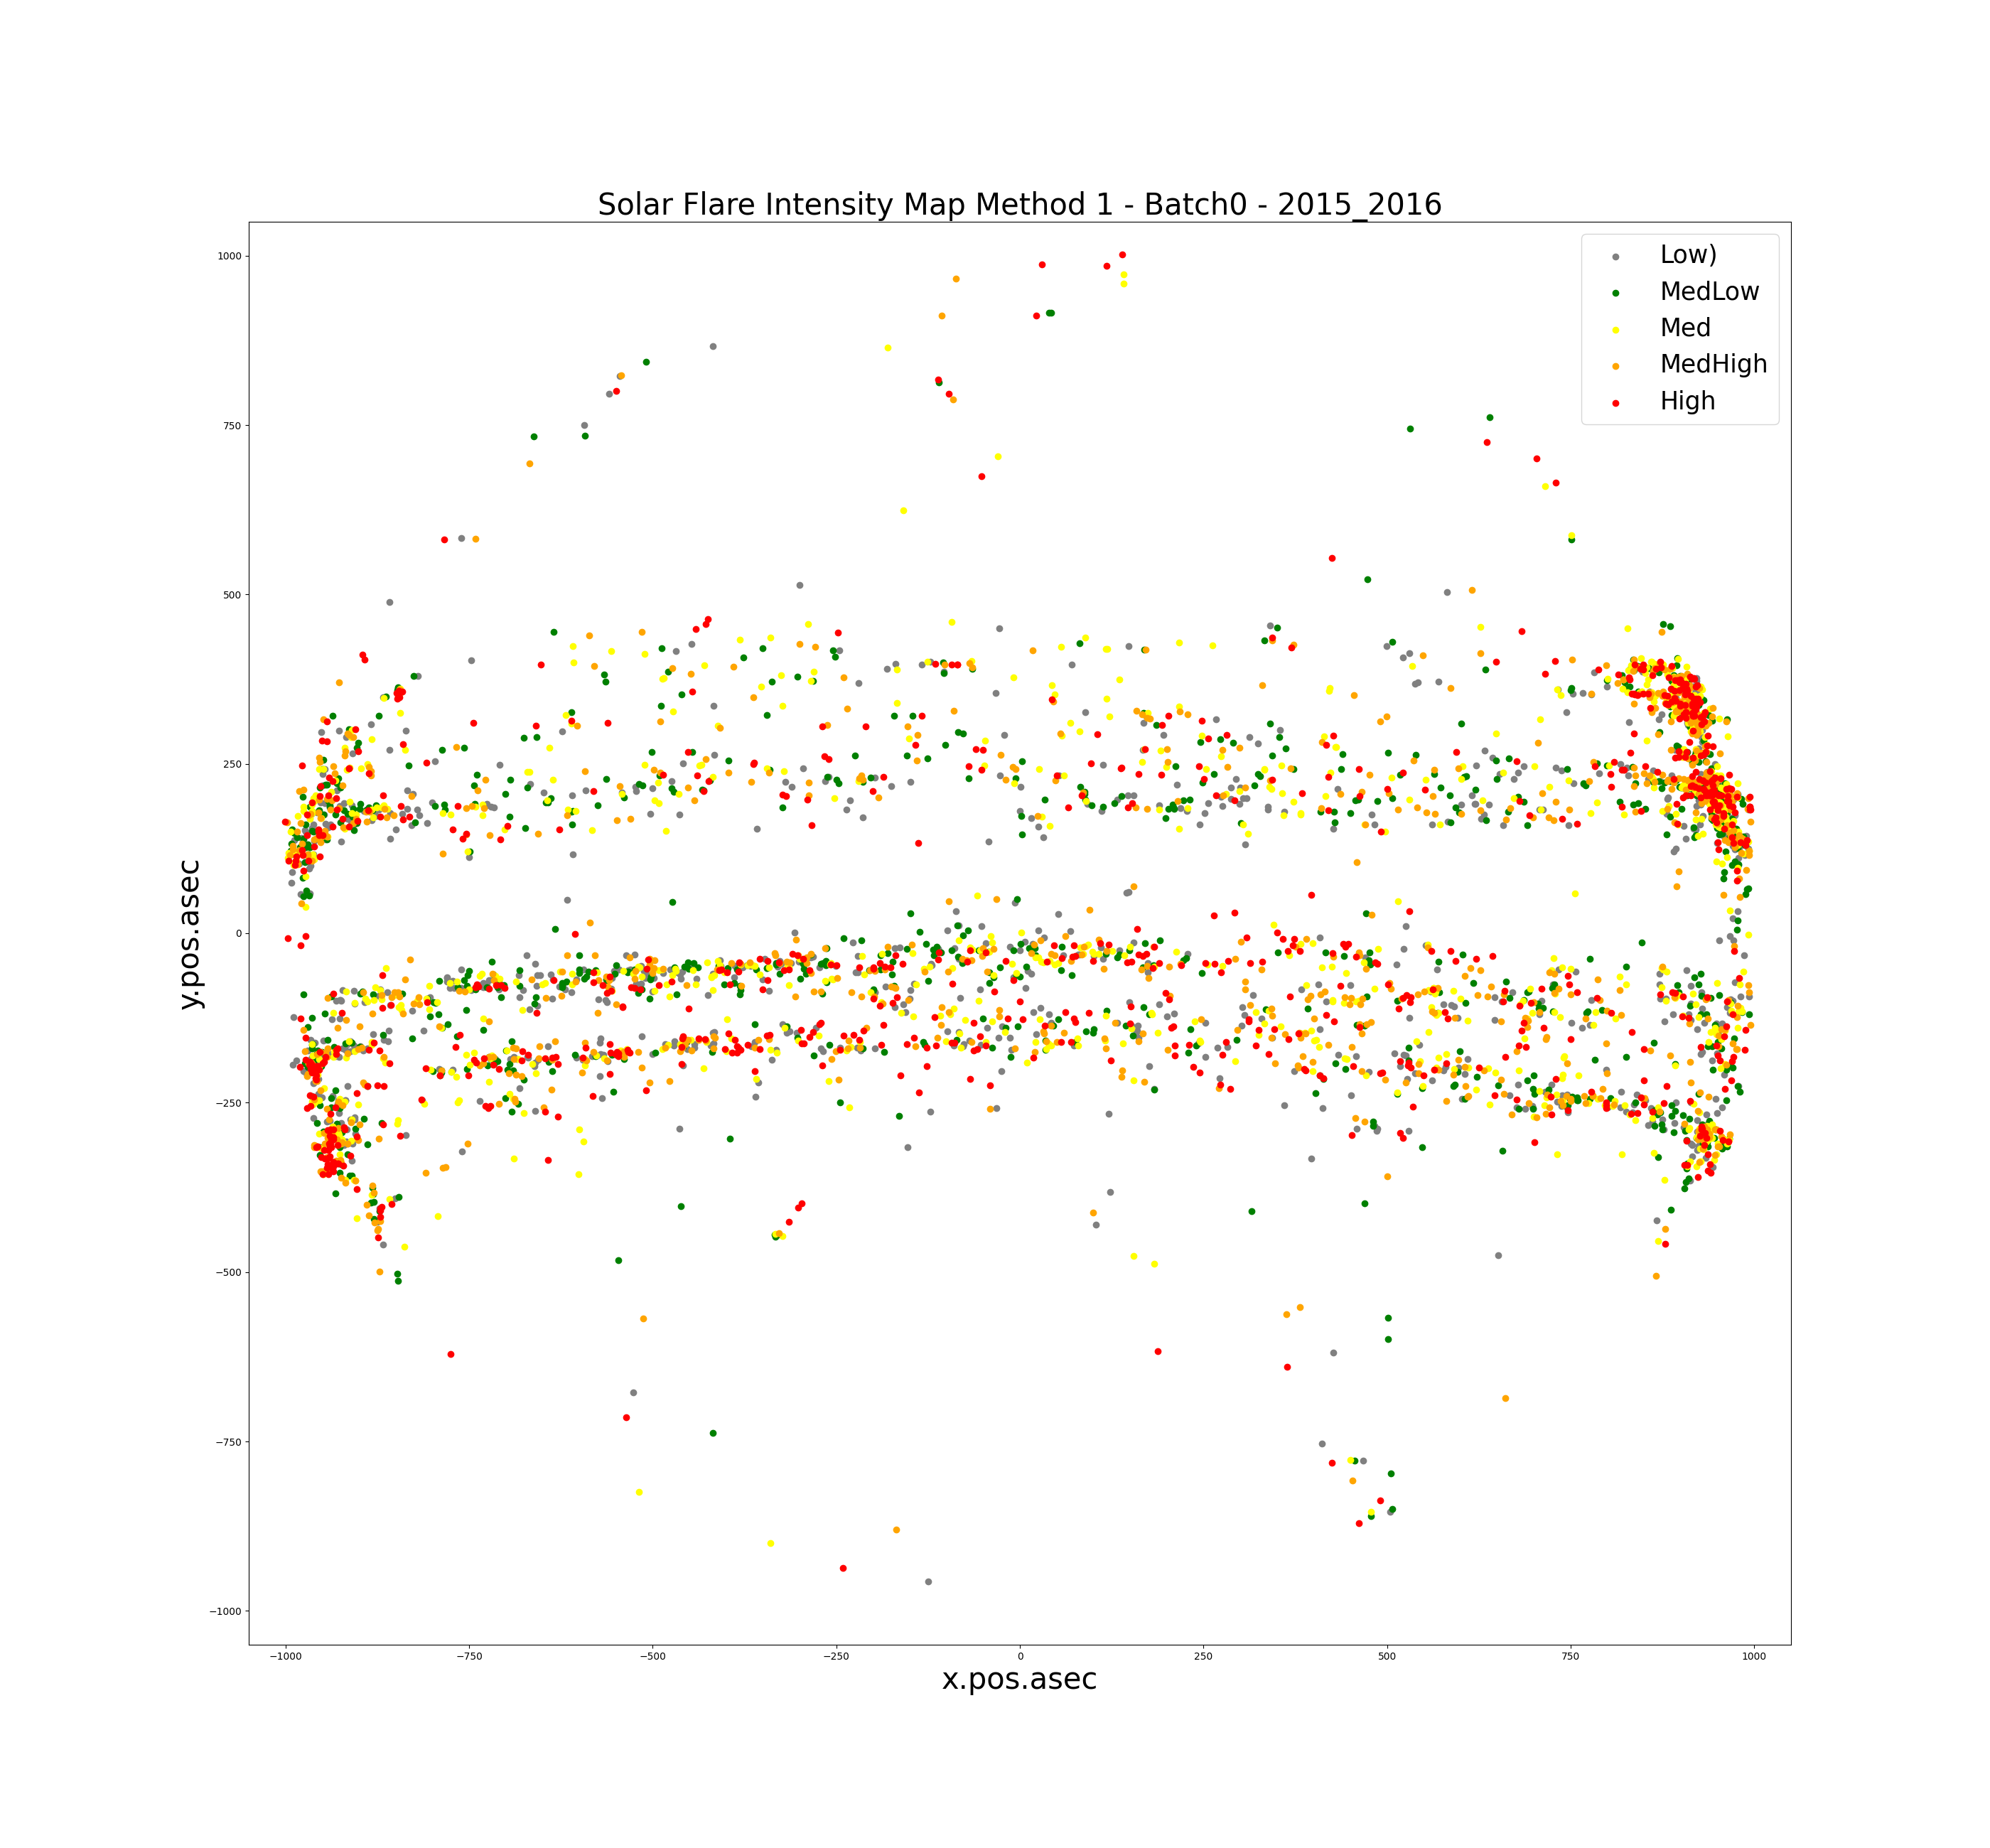 Solar Flare Intensity Map Method 1 - Batch0 - 2015_2016
Low)
MedLow
Med
MedHigh
High
1000
750
500
250
0
−250
−500
−750
−1000
y.pos.asec
−1000 −750 −500 −250 0 250 500 750 1000
x.pos.asec